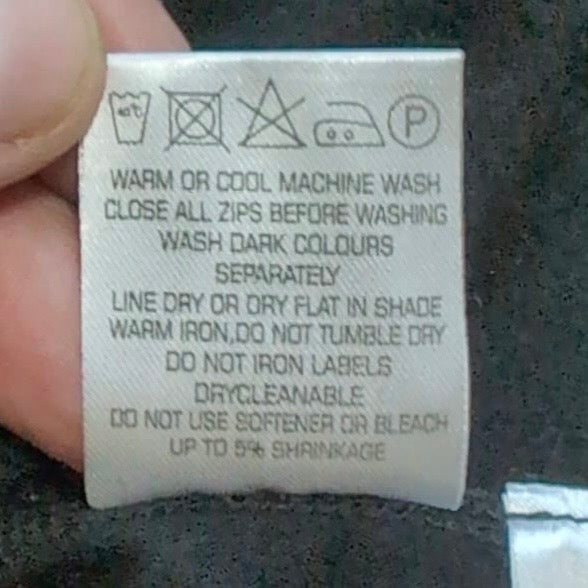 40°C P
WARM OR COOL MACHINE WASH
CLOSE ALL ZIPS BEFORE WASHING
WASH DARK COLOURS
SEPARATELY
LINE DRY OR DRY FLAT IN SHADE
WARM IRON,DO NOT TUMBLE DRY
DO NOT IRON LABELS
DRYCLEANABLE
DO NOT USE SOFTENER OR BLEACH
UP TO 5% SHRINKAGE